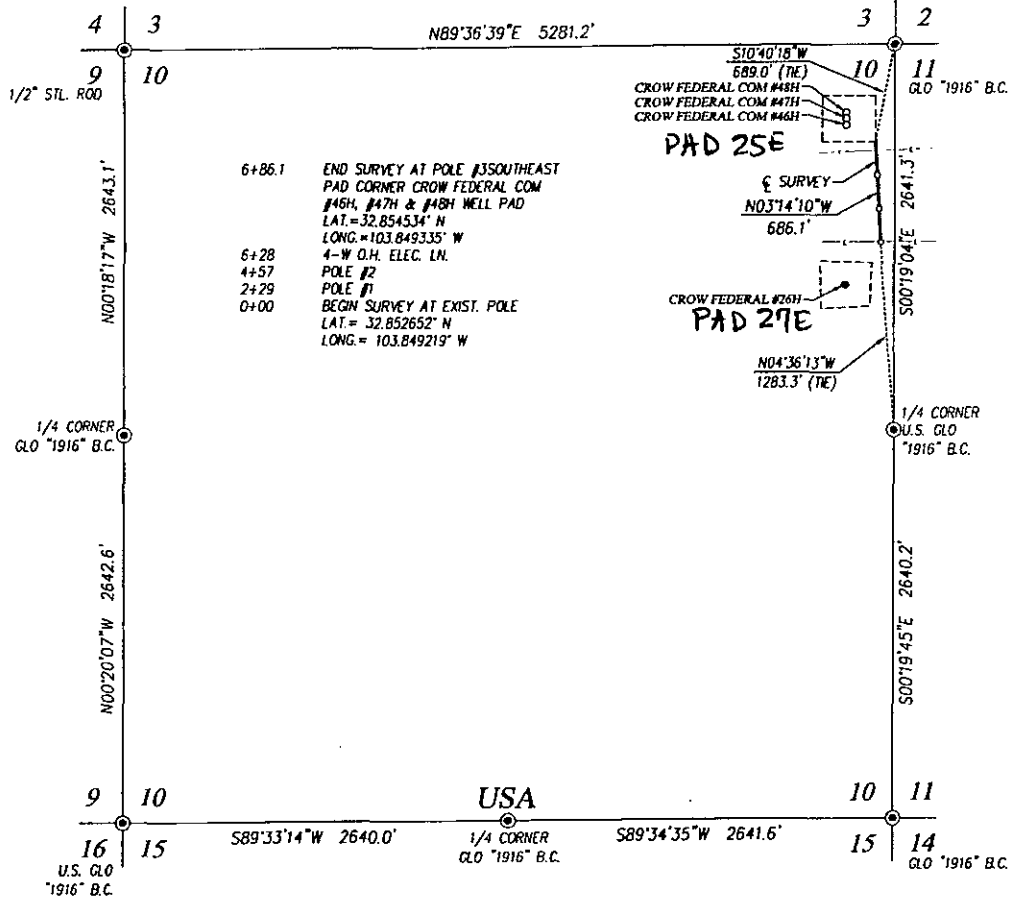 4 3
N89°36'39"E 5281.2'
3 2
9 10
1/2" STL. ROD
10 11
GLO "1916" B.C.
S10°40'18"W
689.0' (TIE)
CROW FEDERAL COM #48H
CROW FEDERAL COM #47H
CROW FEDERAL COM #46H
PAD 25E
N00°18'17"W 2643.1'
6+86.1 END SURVEY AT POLE #3SOUTHEAST
PAD CORNER CROW FEDERAL COM
#46H, #47H & #48H WELL PAD
LAT.=32.854534° N
LONG.=103.849335° W
6+28 4-W O.H. ELEC. LN.
4+57 POLE #2
2+29 POLE #1
0+00 BEGIN SURVEY AT EXIST. POLE
LAT.= 32.852652° N
LONG.= 103.849219° W
℄ SURVEY
N03°14'10"W
686.1'
S00°19'04"E 2641.3'
CROW FEDERAL #26H
PAD 27E
N04°36'13"W
1283.3' (TIE)
1/4 CORNER
GLO "1916" B.C.
1/4 CORNER
U.S. GLO
"1916" B.C.
N00°20'07"W 2642.6'
S00°19'45"E 2640.2'
9 10
USA
10 11
S89°33'14"W 2640.0'
1/4 CORNER
GLO "1916" B.C.
S89°34'35"W 2641.6'
16 15
U.S. GLO
"1916" B.C.
15 14
GLO "1916" B.C.